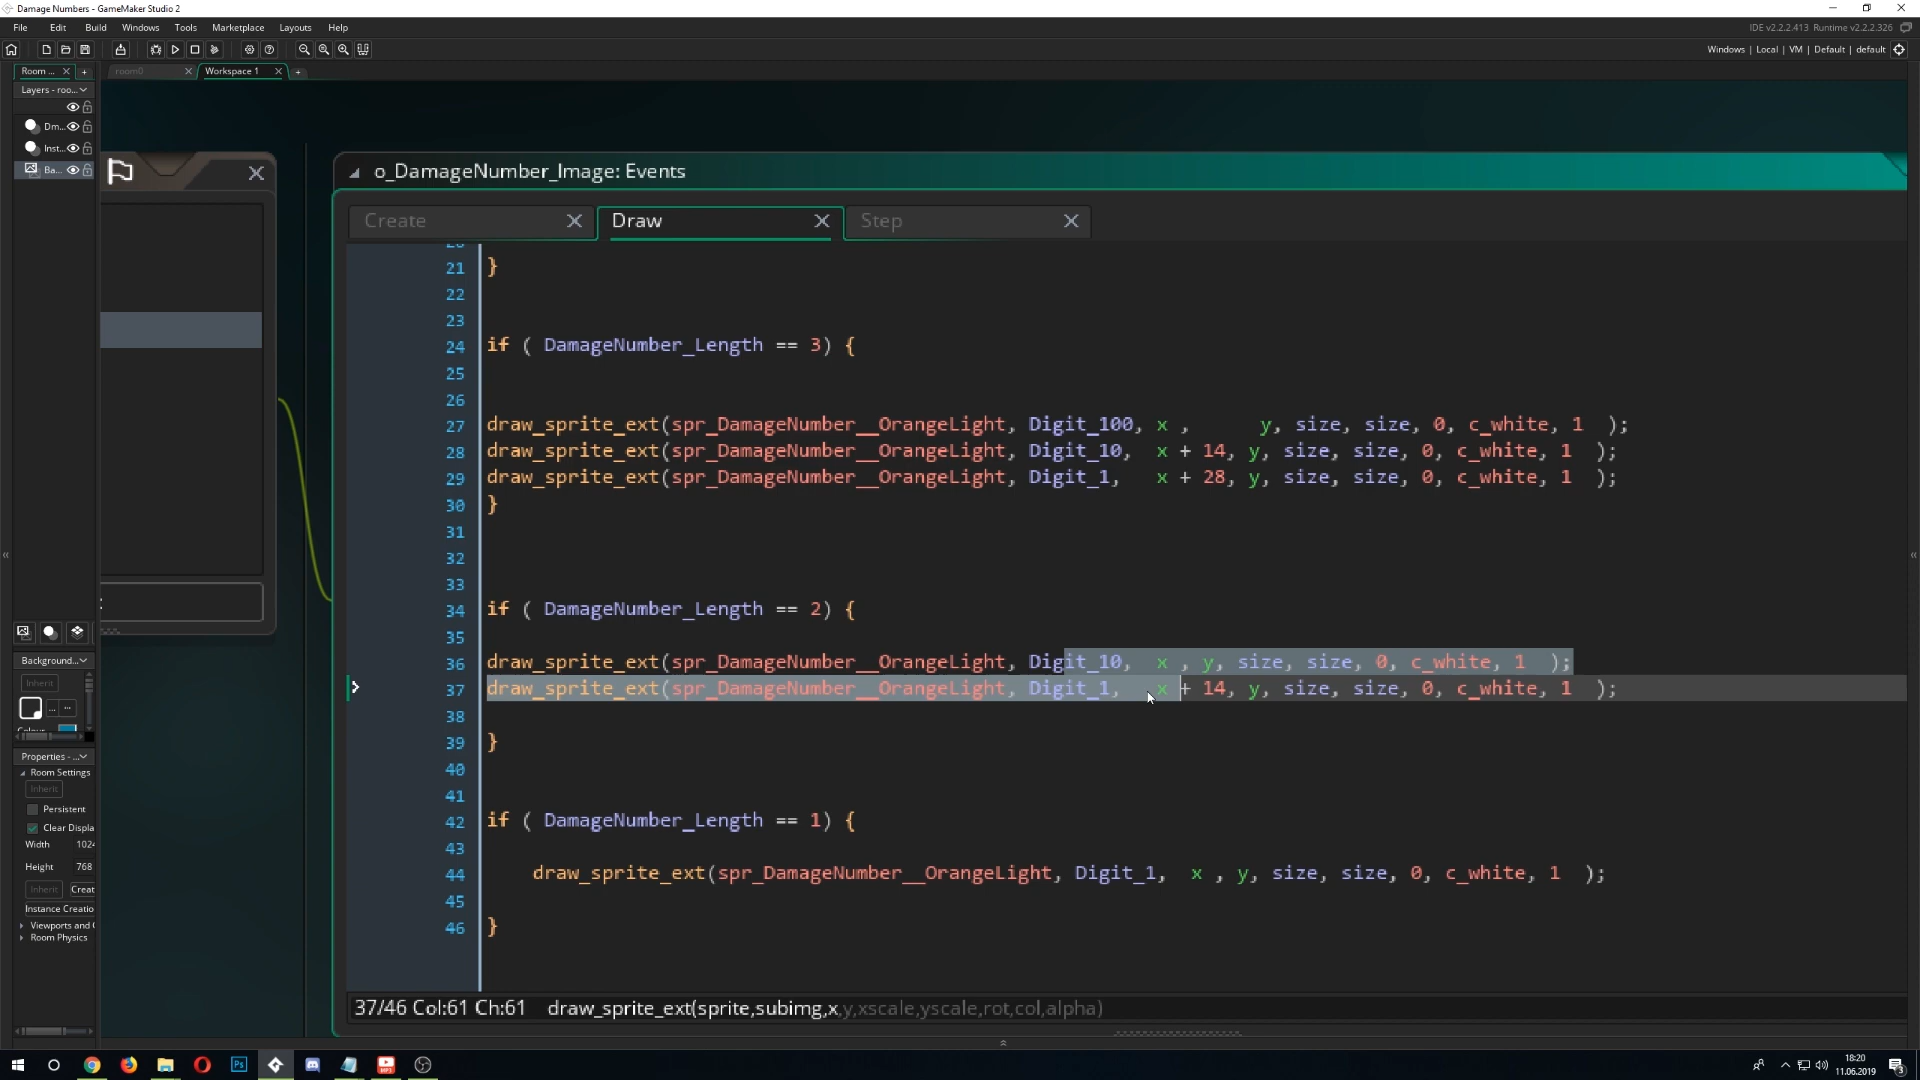 Damage Numbers - GameMaker Studio 2
File Edit Build Windows Tools Marketplace Layouts Help
IDE v2.2.2.413 Runtime v2.2.2.326
Windows | Local | VM | Default | default
Room ...
room0
Workspace 1
Layers - roo...
Dm...
Inst...
Ba...
o_DamageNumber_Image: Events
Create
Draw
Step
20
21 }
22
23
24 if ( DamageNumber_Length == 3) {
25
26
27 draw_sprite_ext(spr_DamageNumber__OrangeLight, Digit_100, x , y, size, size, 0, c_white, 1 );
28 draw_sprite_ext(spr_DamageNumber__OrangeLight, Digit_10, x + 14, y, size, size, 0, c_white, 1 );
29 draw_sprite_ext(spr_DamageNumber__OrangeLight, Digit_1, x + 28, y, size, size, 0, c_white, 1 );
30 }
31
32
33
34 if ( DamageNumber_Length == 2) {
35
36 draw_sprite_ext(spr_DamageNumber__OrangeLight, Digit_10, x , y, size, size, 0, c_white, 1 );
37 draw_sprite_ext(spr_DamageNumber__OrangeLight, Digit_1, x + 14, y, size, size, 0, c_white, 1 );
38
39 }
40
41
42 if ( DamageNumber_Length == 1) {
43
44 draw_sprite_ext(spr_DamageNumber__OrangeLight, Digit_1, x , y, size, size, 0, c_white, 1 );
45
46 }
37/46 Col:61 Ch:61 draw_sprite_ext(sprite,subimg,x,y,xscale,yscale,rot,col,alpha)
Background...
Inherit
... ...
Colour
Properties - ...
Room Settings
Inherit
Persistent
Clear Displa
Width 1024
Height 768
Inherit Creat
Instance Creatio
Viewports and C
Room Physics
Ps
MP3
18:20
11.06.2019
3